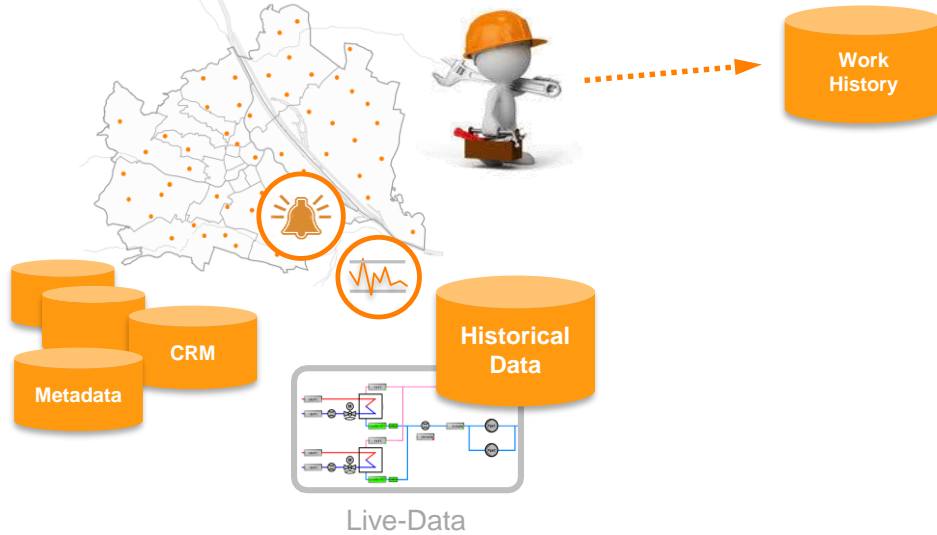 Work
History
Historical
Data
CRM
Metadata
Live-Data